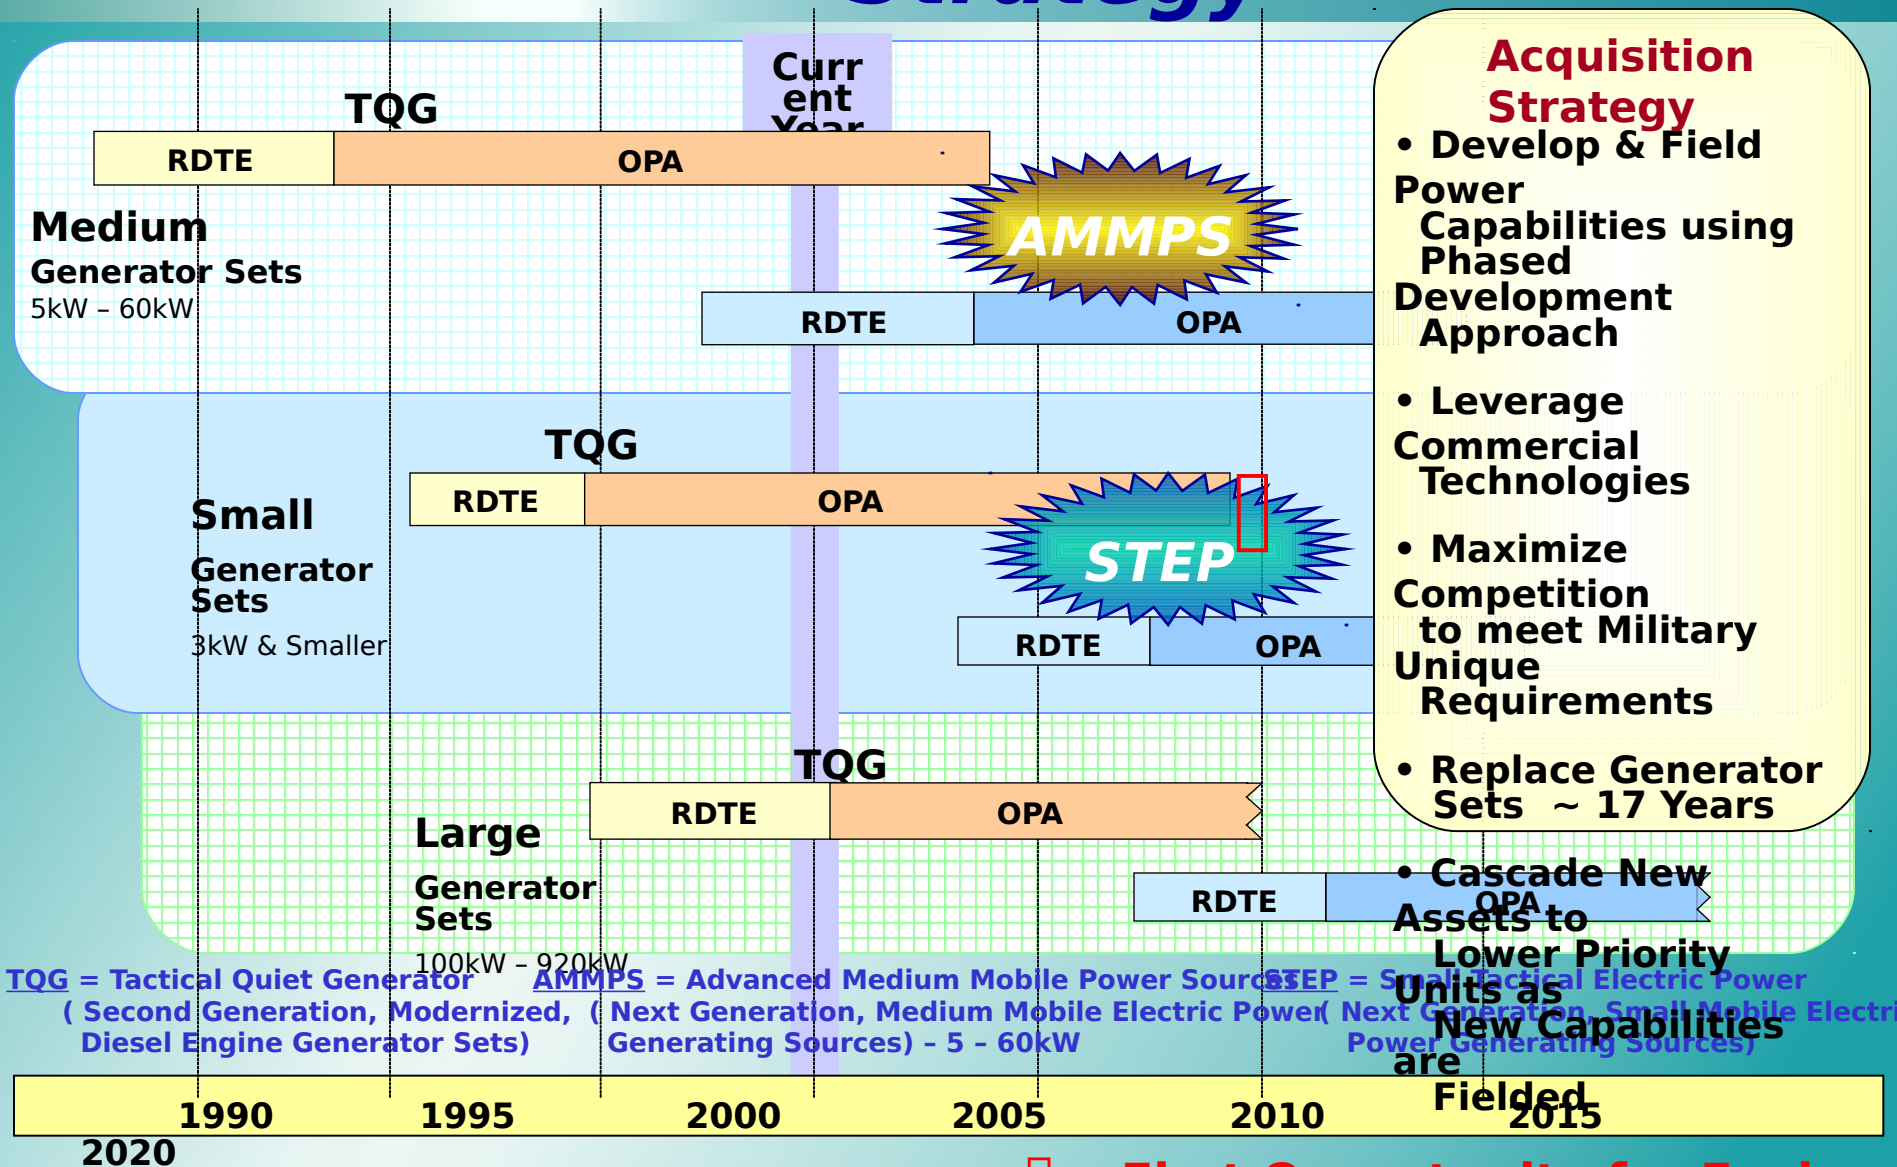 Strategy
Curr
ent
Year
TQG
RDTE
OPA
Medium
Generator Sets
5kW – 60kW
AMMPS
RDTE
OPA
TQG
RDTE
OPA
Small
Generator
Sets
3kW & Smaller
STEP
RDTE
OPA
TQG
RDTE
OPA
Large
Generator
Sets
100kW – 920kW
RDTE
OPA
Acquisition
Strategy
• Develop & Field
Power
Capabilities using
Phased
Development
Approach
• Leverage
Commercial
Technologies
• Maximize
Competition
to meet Military
Unique
Requirements
• Replace Generator
Sets ~ 17 Years
• Cascade New
Assets to
Lower Priority
Units as
New Capabilities
are
Fielded
TQG = Tactical Quiet Generator
( Second Generation, Modernized,
Diesel Engine Generator Sets)
AMMPS = Advanced Medium Mobile Power Sources
( Next Generation, Medium Mobile Electric Power
Generating Sources) – 5 – 60kW
STEP = Small Tactical Electric Power
( Next Generation, Small Mobile Electri
Power Generating Sources)
1990 1995 2000 2005 2010 2015
2020